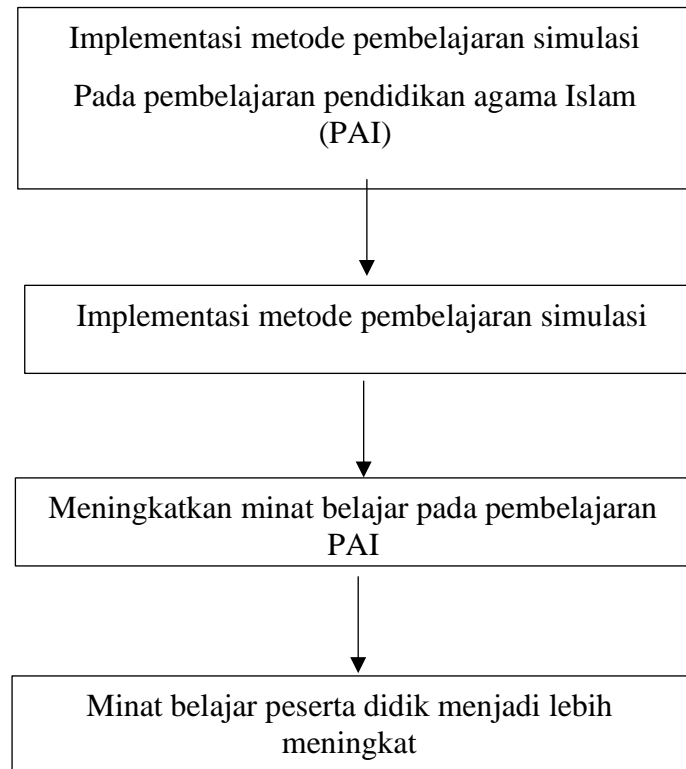 Implementasi metode pembelajaran simulasi
Pada pembelajaran pendidikan agama Islam
(PAI)
Implementasi metode pembelajaran simulasi
Meningkatkan minat belajar pada pembelajaran
PAI
Minat belajar peserta didik menjadi lebih
meningkat